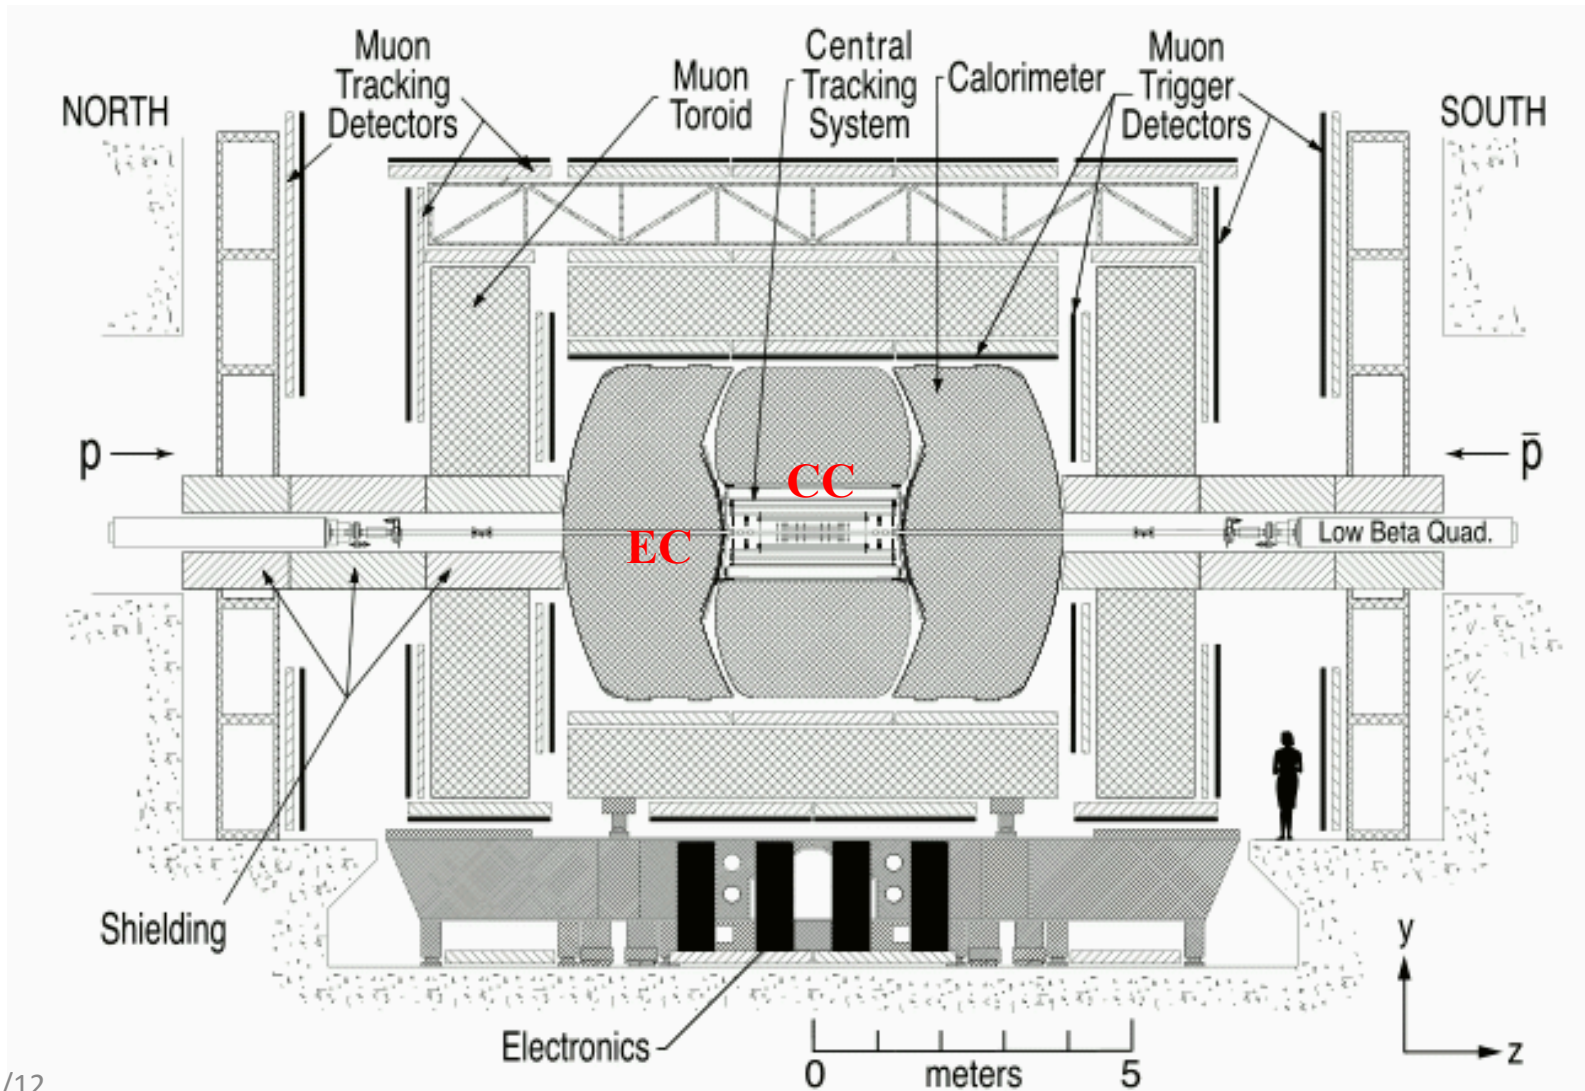 Muon
Tracking
Detectors
Muon
Toroid
Central
Tracking
System
Calorimeter
Muon
Trigger
Detectors
NORTH
SOUTH
p
p̄
CC
EC
Low Beta Quad.
Shielding
Electronics
0
meters
5
y
z
/12